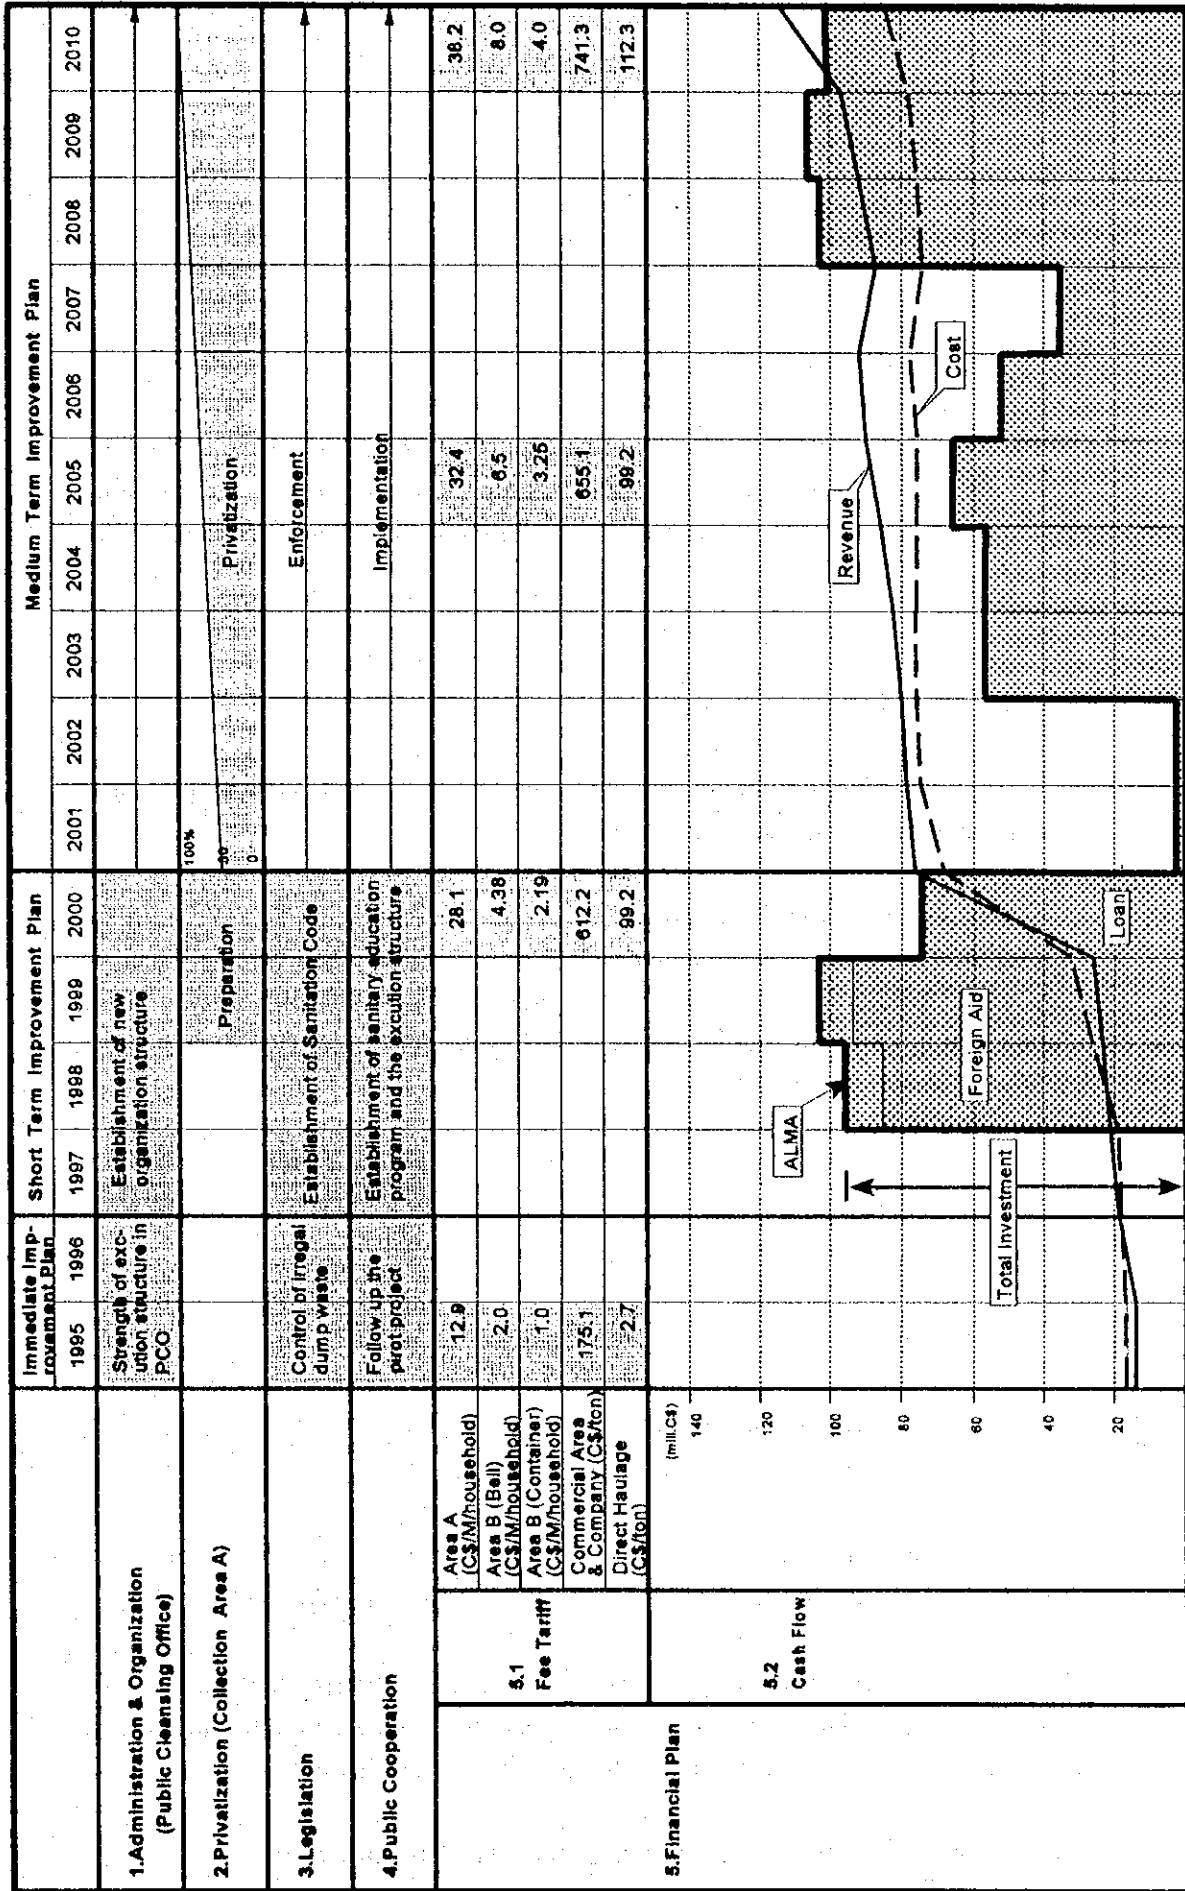 Immediate Imp-
rovement Plan
Short Term Improvement Plan
Medium Term Improvement Plan
1995
1996
1997
1998
1999
2000
2001
2002
2003
2004
2005
2006
2007
2008
2009
2010
1.Administration & Organization
(Public Cleansing Office)
Strength of exc-
ution structure in
PCO
Establishment of new
organization structure
2.Privatization (Collection Area A)
Preparation
100%
50
0
Privatization
3.Legislation
Control of irregal
dump waste
Establishment of Sanitation Code
Enforcement
4.Public Cooperation
Follow up the
pirot project
Establishment of sanitary education
program and the excution structure
Implementation
5.Financial Plan
5.1
Fee Tariff
Area A
(C$/M/household)
12.9
28.1
32.4
38.2
Area B (Bell)
(C$/M/household)
2.0
4.38
6.5
8.0
Area B (Container)
(C$/M/household)
1.0
2.19
3.25
4.0
Commercial Area
& Company (C$/ton)
175.1
612.2
655.1
741.3
Direct Haulage
(C$/ton)
2.7
99.2
99.2
112.3
5.2
Cash Flow
(mill.C$)
140
120
100
80
60
40
20
Total Investment
ALMA
Foreign Aid
Loan
Revenue
Cost